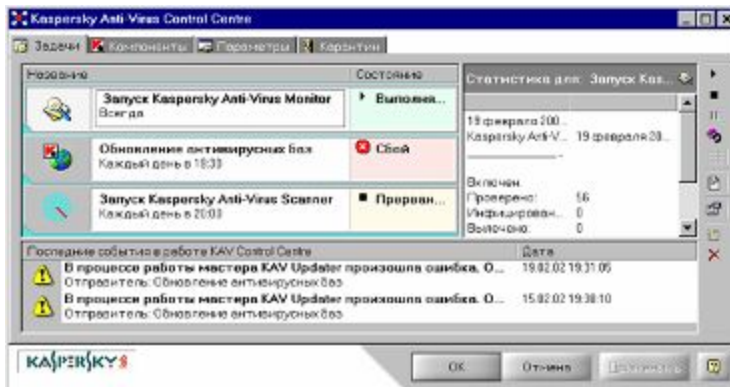 Kaspersky Anti-Virus Control Centre
Задачи Компоненты Параметры Карантин
Название Состояние
Запуск Kaspersky Anti-Virus Monitor
Всегда
Выполня...
Обновление антивирусных баз
Каждый день в 19:30
Сбой
Запуск Kaspersky Anti-Virus Scanner
Каждый день в 20:00
Прерван...
Статистика для: Запуск Kas...
19 февраля 200...
Kaspersky Anti-V... 19 февраля 20...
Включен
Проверено: 56
Инфицирован... 0
Вылечено: 0
Последние события в работе KAV Control Centre Дата
В процессе работы мастера KAV Updater произошла ошибка. О... 19.02.02 19:31:05
Отправитель: Обновление антивирусных баз
В процессе работы мастера KAV Updater произошла ошибка. О... 15.02.02 19:38:10
Отправитель: Обновление антивирусных баз
KASPERSKY
OK Отмена Применить